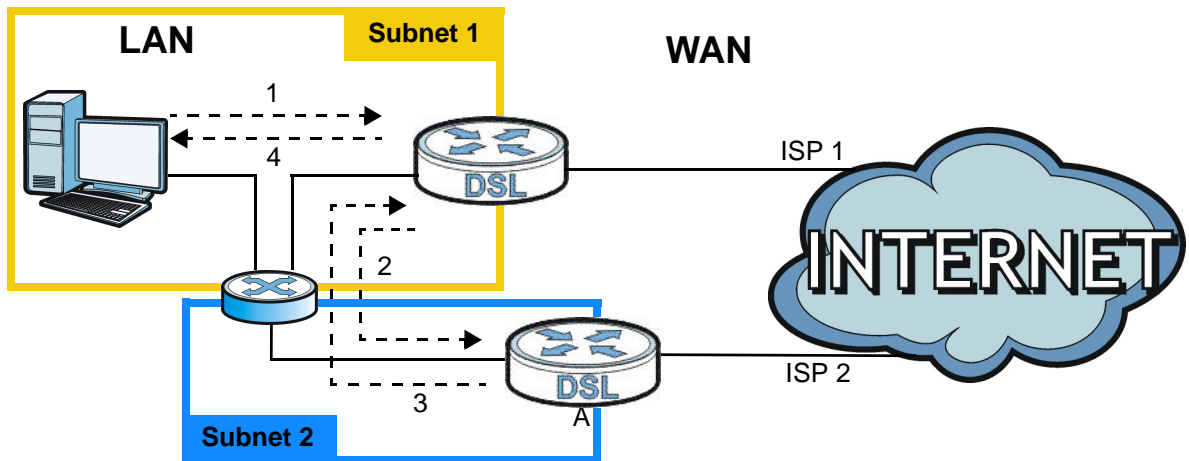 LAN
Subnet 1
WAN
1
4
DSL
ISP 1
INTERNET
2
DSL
A
3
ISP 2
Subnet 2